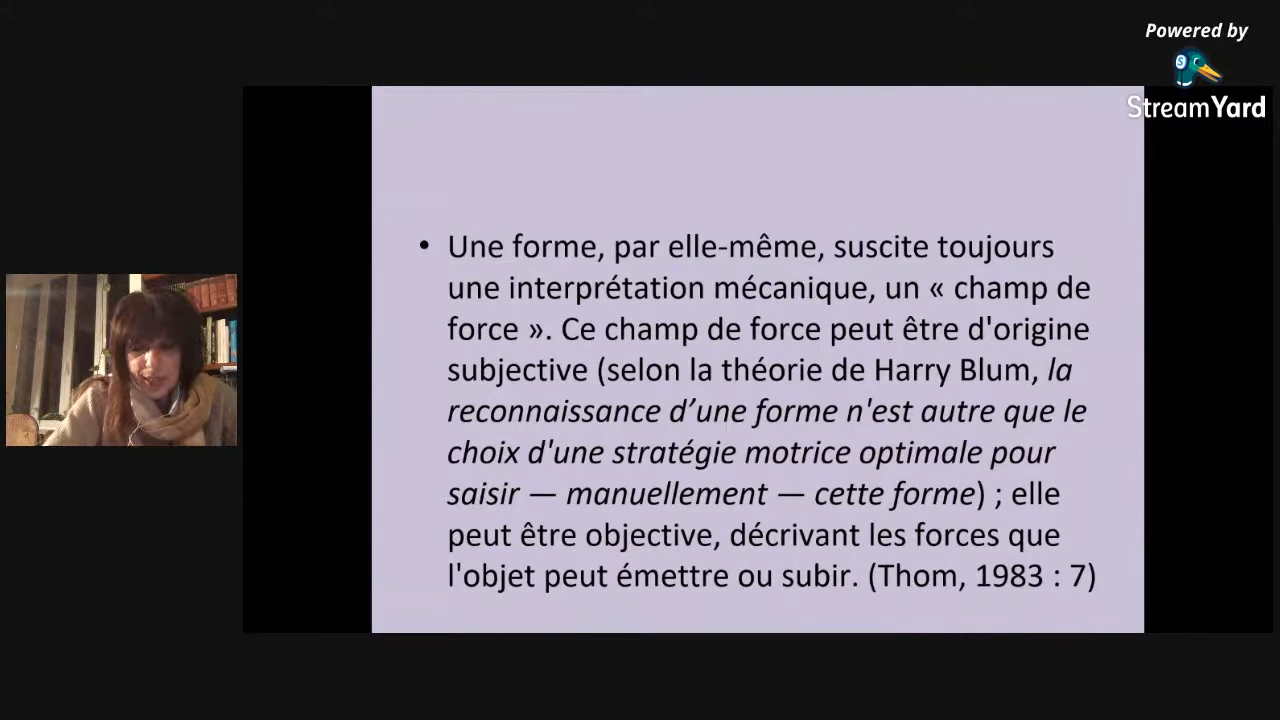 Powered by
StreamYard
• Une forme, par elle-même, suscite toujours
une interprétation mécanique, un « champ de
force ». Ce champ de force peut être d'origine
subjective (selon la théorie de Harry Blum, la
reconnaissance d’une forme n'est autre que le
choix d'une stratégie motrice optimale pour
saisir — manuellement — cette forme) ; elle
peut être objective, décrivant les forces que
l'objet peut émettre ou subir. (Thom, 1983 : 7)